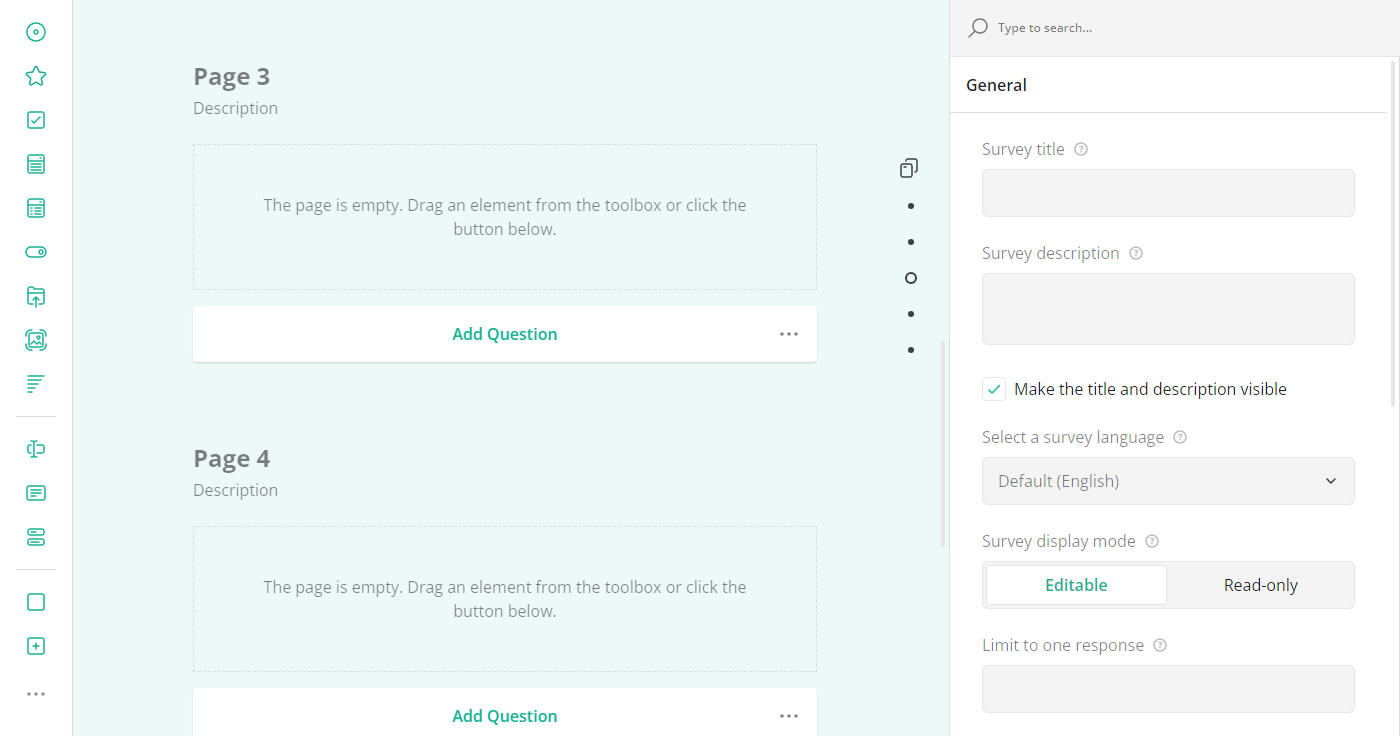 Page 3
Description
The page is empty. Drag an element from the toolbox or click the
button below.
Add Question
Page 4
Description
The page is empty. Drag an element from the toolbox or click the
button below.
Add Question
Type to search...
General
Survey title
Survey description
Make the title and description visible
Select a survey language
Default (English)
Survey display mode
Editable
Read-only
Limit to one response